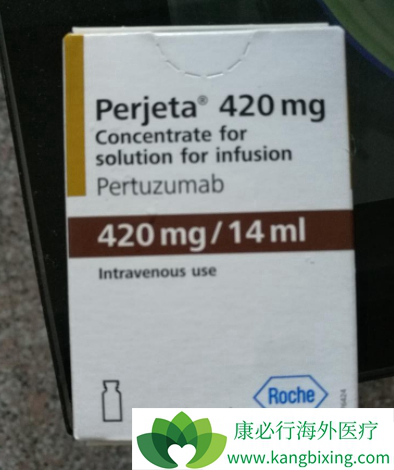 Perjeta® 420 mg
Concentrate for
solution for infusion
Pertuzumab
420 mg/14 ml
Intravenous use
Roche
康必行海外医疗
www.kangbixing.com